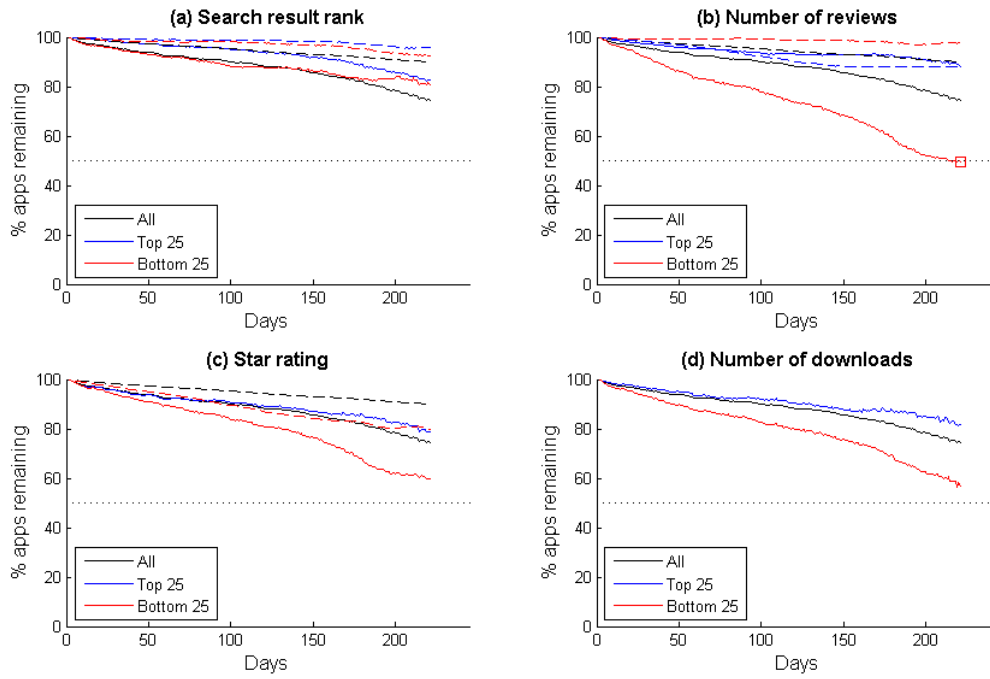 (a) Search result rank
% apps remaining
100
80
60
40
20
0
All
Top 25
Bottom 25
0 50 100 150 200
Days
(b) Number of reviews
% apps remaining
100
80
60
40
20
0
All
Top 25
Bottom 25
0 50 100 150 200
Days
(c) Star rating
% apps remaining
100
80
60
40
20
0
All
Top 25
Bottom 25
0 50 100 150 200
Days
(d) Number of downloads
% apps remaining
100
80
60
40
20
0
All
Top 25
Bottom 25
0 50 100 150 200
Days